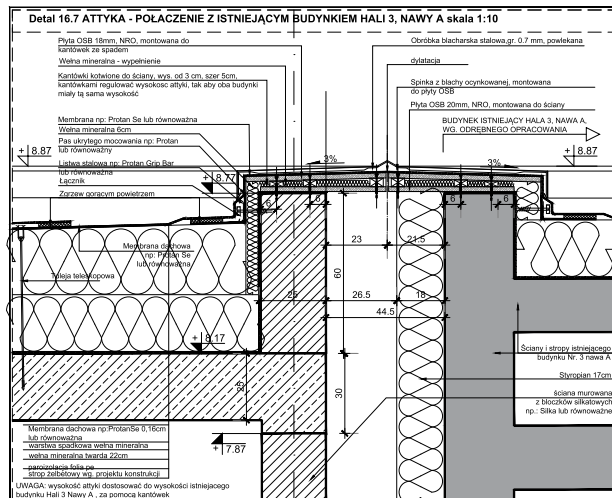 Detal 16.7 ATTYKA - POŁACZENIE Z ISTNIEJĄCYM BUDYNKIEM HALI 3, NAWY A skala 1:10
Płyta OSB 18mm, NRO, montowana do
kantówek ze spadem
Wełna mineralna - wypełnienie
Kantówki kotwione do ściany, wys. od 3 cm, szer 5cm,
kantówkami regulować wysokosc attyki, tak aby oba budynki
miały tą sama wysokość
Membrana np: Protan Se lub równoważna
Wełna mineralna 6cm
Pas ukrytego mocowania np: Protan
lub równoważny
Listwa stalowa np: Protan Grip Bar
lub równoważna
Łącznik
Zgrzew gorącym powietrzem
Obróbka blacharska stalowa,gr. 0.7 mm, powlekana
dylatacja
Spinka z blachy ocynkowanej, montowana
do płyty OSB
Płyta OSB 20mm, NRO, montowana do ściany
BUDYNEK ISTNIEJĄCY HALA 3, NAWA A,
WG. ODRĘBNEGO OPRACOWANIA
+ 8.87
+ 8.77
3%
3%
+ 8.87
6
6
6
6
23
21.5
Membrana dachowa
np: Protan Se
lub równoważna
Tuleja teleskopowa
60
25
26.5
18
44.5
+ 8.17
25
30
+ 7.87
Ściany i stropy istniejącego
budynku Nr. 3 nawa A
Styropian 17cm
ściana murowana
z bloczków silkatowych
np.: Silka lub równoważne
Membrana dachowa np:ProtanSe 0,16cm
lub równoważna
warstwa spadkowa wełna mineralna
wełna mineralna twarda 22cm
paroizolacja folia pe
strop żelbetowy wg. projektu konstrukcji
UWAGA: wysokość attyki dostosować do wysokości istniejacego
budynku Hali 3 Nawy A , za pomocą kantówek